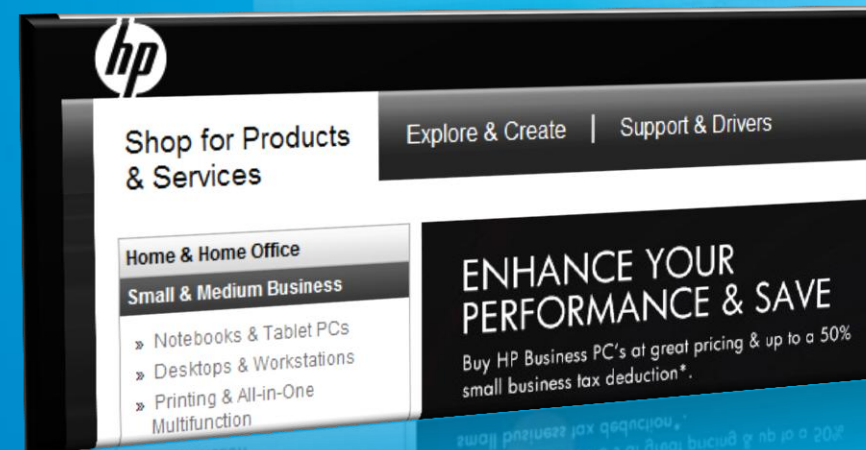 hp
Shop for Products
& Services
Explore & Create | Support & Drivers
Home & Home Office
Small & Medium Business
» Notebooks & Tablet PCs
» Desktops & Workstations
» Printing & All-in-One
Multifunction
ENHANCE YOUR
PERFORMANCE & SAVE
Buy HP Business PC's at great pricing & up to a 50%
small business tax deduction*.